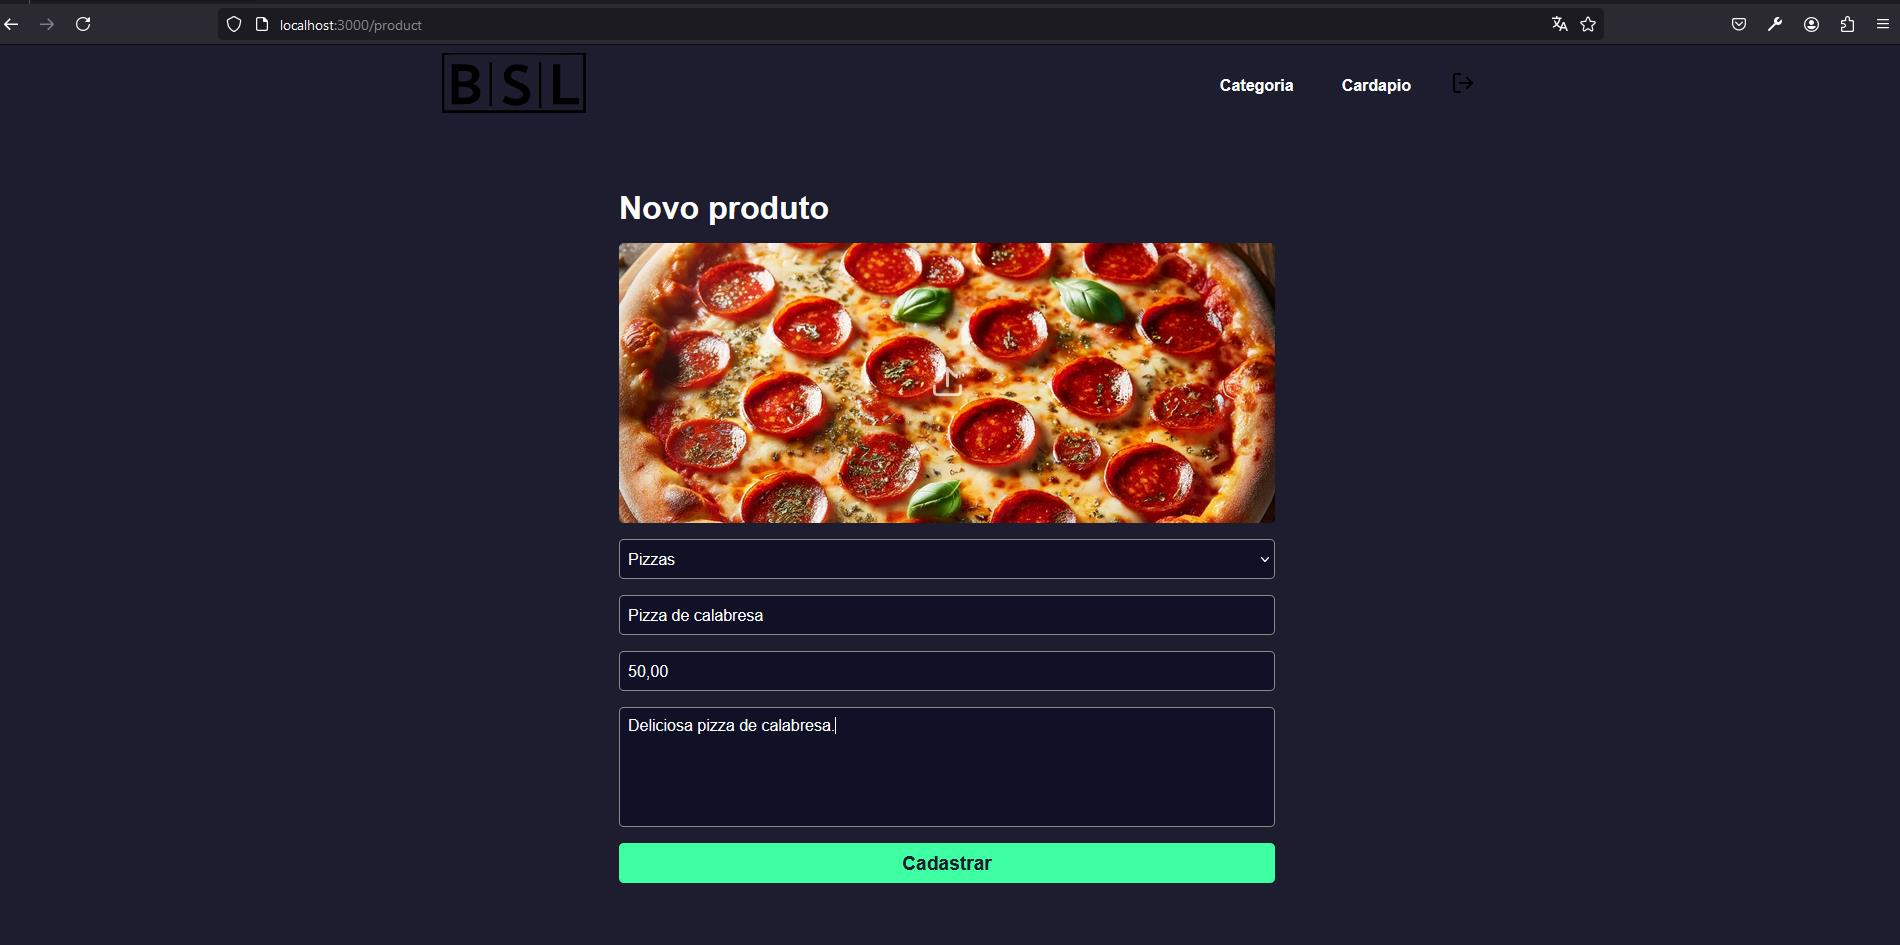 localhost:3000/product
B|S|L
Categoria
Cardapio
Novo produto
Pizzas
Pizza de calabresa
50,00
Deliciosa pizza de calabresa.
Cadastrar